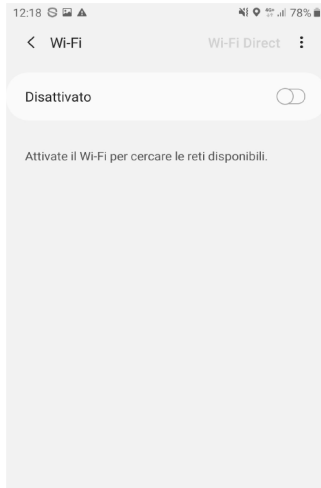 12:18 78%
Wi-Fi Wi-Fi Direct
Disattivato
Attivate il Wi-Fi per cercare le reti disponibili.